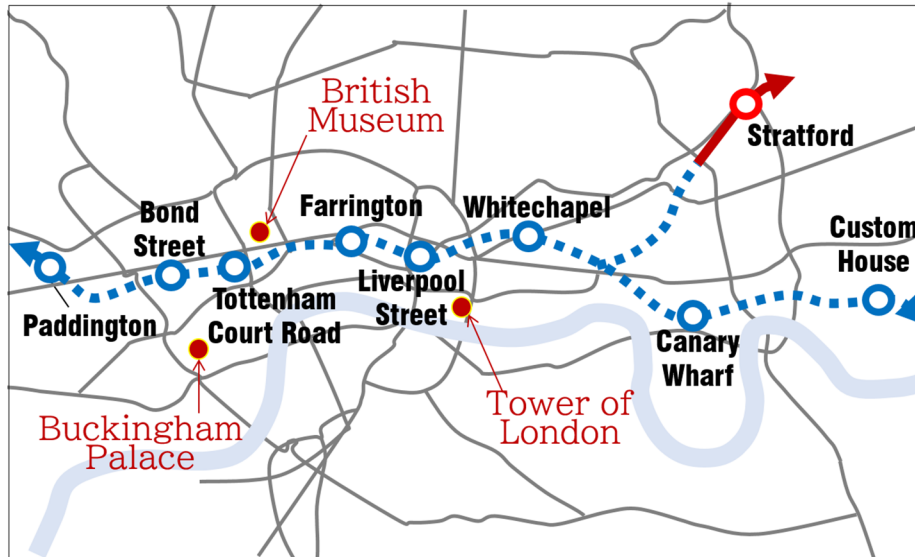 British
Museum
Stratford
Bond
Street
Farrington
Whitechapel
Custom
House
Paddington
Tottenham
Court Road
Liverpool
Street
Canary
Wharf
Buckingham
Palace
Tower of
London